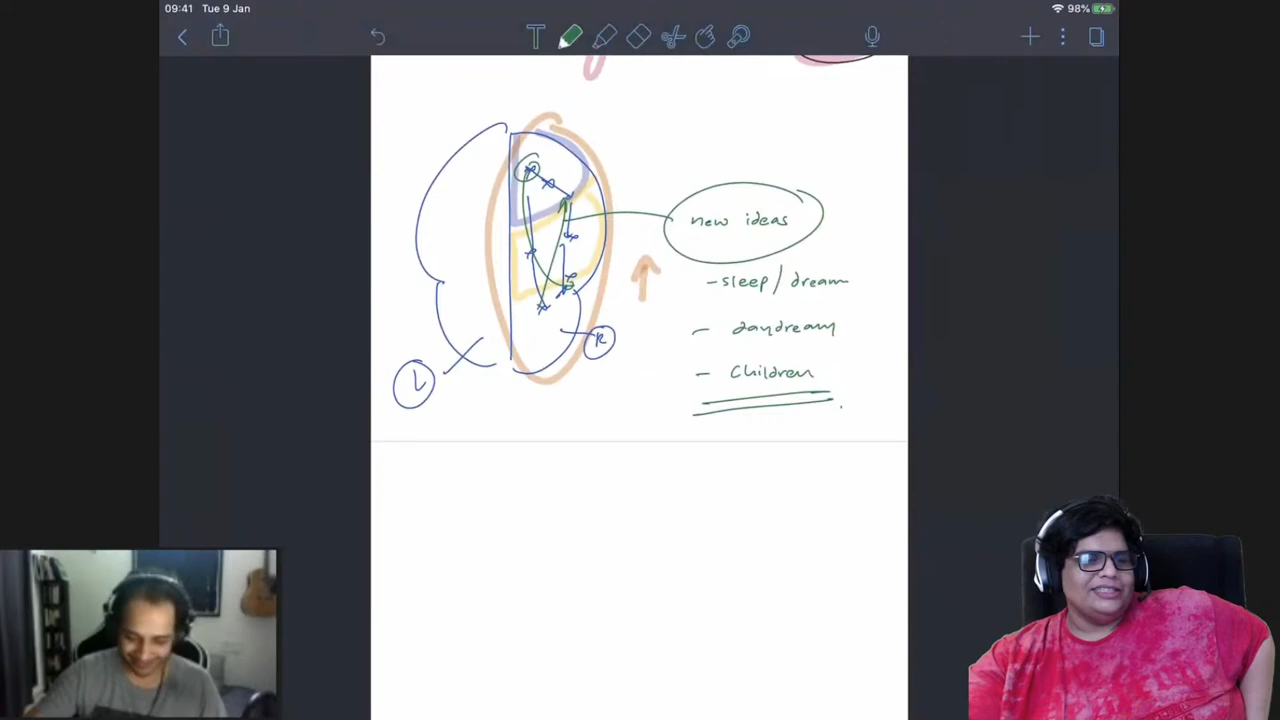 09:41 Tue 9 Jan
98%
T
new ideas
- sleep / dream
- daydream
- Children
L
R